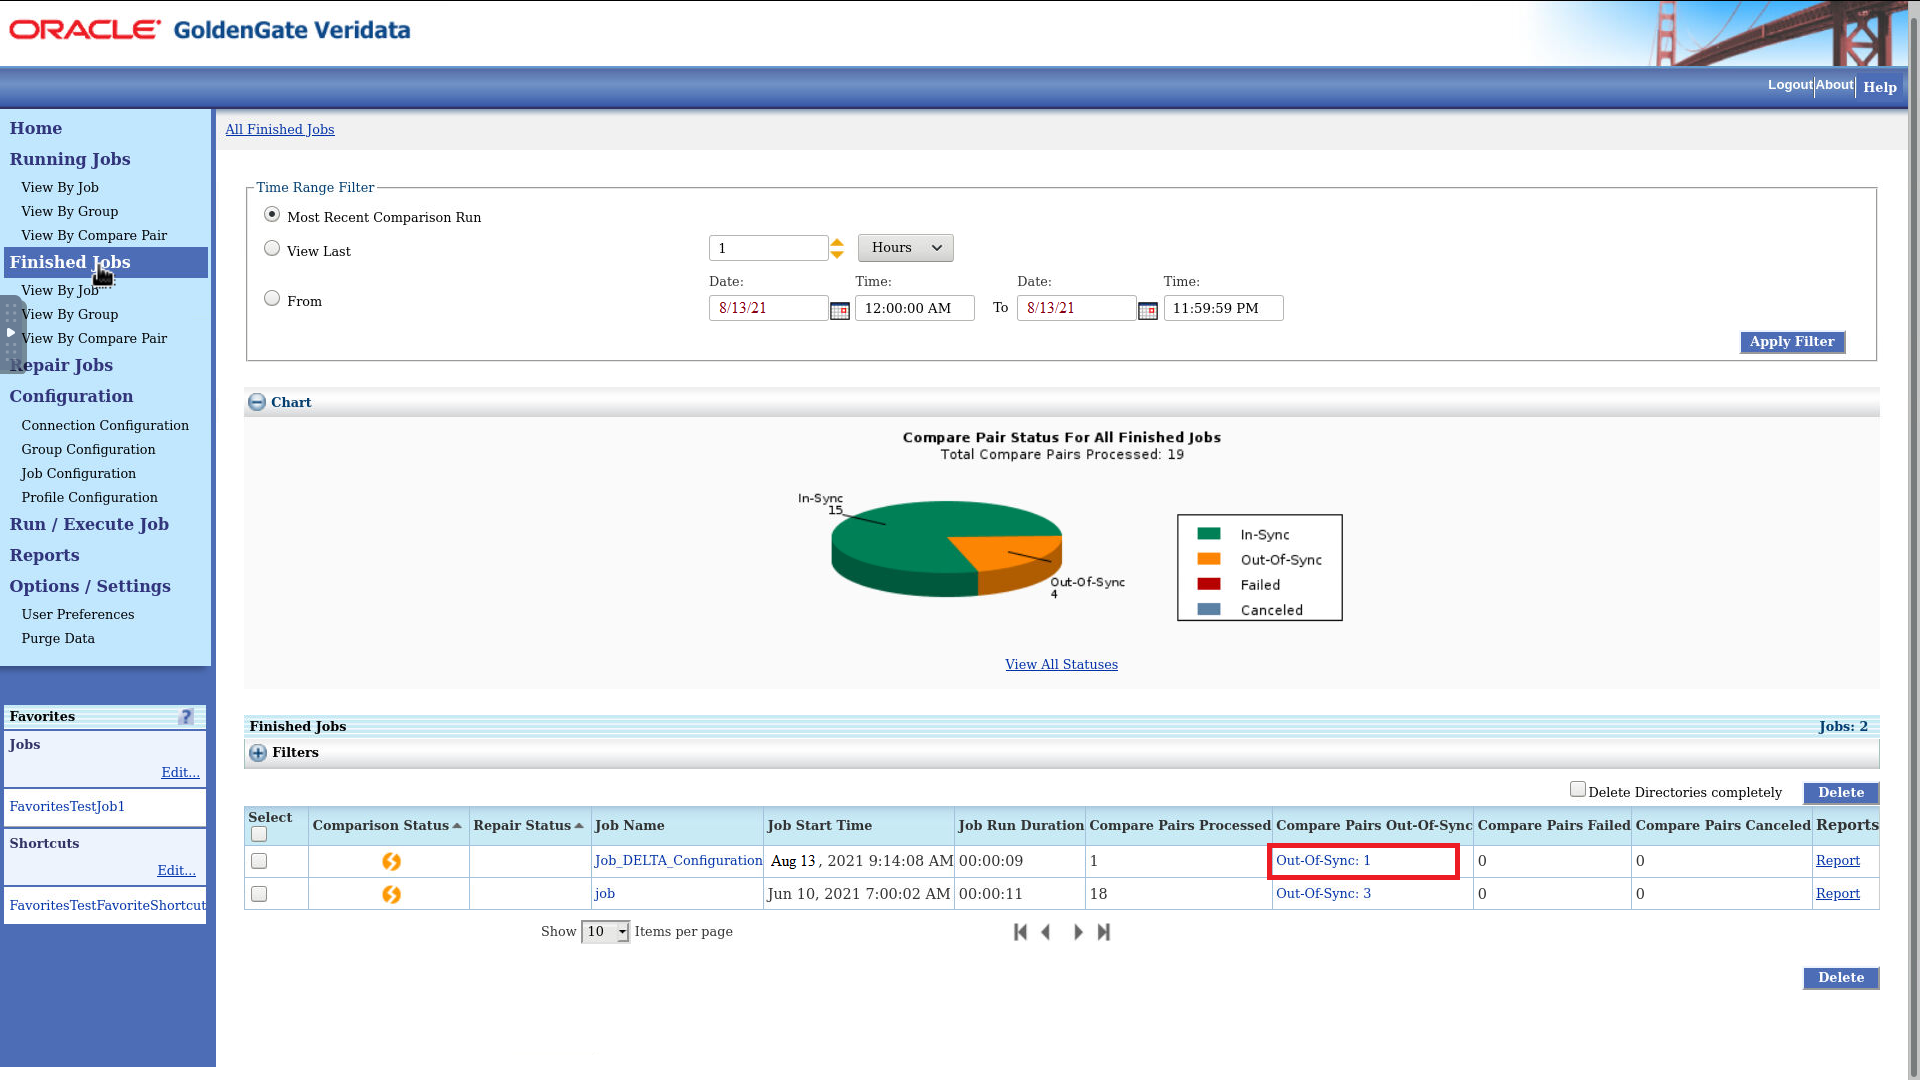 ORACLE GoldenGate Veridata
Logout About Help
Home
Running Jobs
View By Job
View By Group
View By Compare Pair
Finished Jobs
View By Job
View By Group
View By Compare Pair
Repair Jobs
Configuration
Connection Configuration
Group Configuration
Job Configuration
Profile Configuration
Run / Execute Job
Reports
Options / Settings
User Preferences
Purge Data
Favorites ?
Jobs
Edit...
FavoritesTestJob1
Shortcuts
Edit...
FavoritesTestFavoriteShortcut
All Finished Jobs
Time Range Filter
Most Recent Comparison Run
View Last 1 Hours
Date: Time: Date: Time:
From 8/13/21 12:00:00 AM To 8/13/21 11:59:59 PM
Apply Filter
Chart
Compare Pair Status For All Finished Jobs
Total Compare Pairs Processed: 19
In-Sync
15
Out-Of-Sync
4
In-Sync
Out-Of-Sync
Failed
Canceled
View All Statuses
Finished Jobs Jobs: 2
Filters
Delete Directories completely Delete
Select Comparison Status Repair Status Job Name Job Start Time Job Run Duration Compare Pairs Processed Compare Pairs Out-Of-Sync Compare Pairs Failed Compare Pairs Canceled Reports
Job_DELTA_Configuration Aug 13, 2021 9:14:08 AM 00:00:09 1 Out-Of-Sync: 1 0 0 Report
job Jun 10, 2021 7:00:02 AM 00:00:11 18 Out-Of-Sync: 3 0 0 Report
Show 10 Items per page
Delete